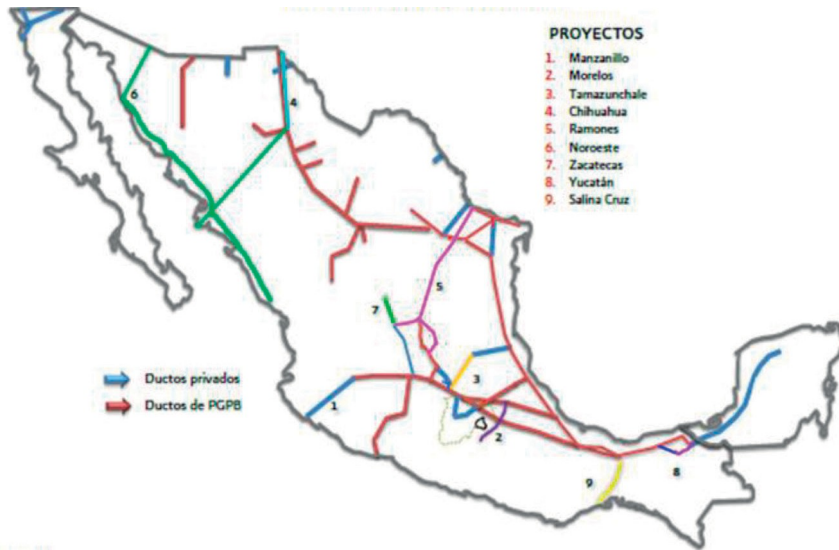 PROYECTOS
1. Manzanillo
2. Morelos
3. Tamazunchale
4. Chihuahua
5. Ramones
6. Noroeste
7. Zacatecas
8. Yucatán
9. Salina Cruz
6
4
5
7
3
1
2
8
9
Ductos privados
Ductos de PGPB